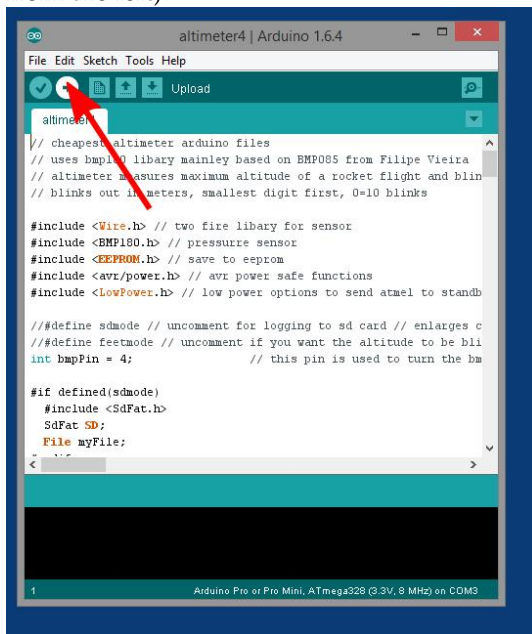 altimeter4 | Arduino 1.6.4
File Edit Sketch Tools Help
Upload
// cheapest altimeter arduino files
// uses bmp180 libary mainley based on BMP085 from Filipe Vieira
// altimeter measures maximum altitude of a rocket flight and blin
// blinks out in meters, smallest digit first, 0=10 blinks
#include <Wire.h> // two fire libary for sensor
#include <BMP180.h> // pressurre sensor
#include <EEPROM.h> // save to eeprom
#include <avr/power.h> // avr power safe functions
#include <LowPower.h> // low power options to send atmel to standb
//#define sdmode // uncomment for logging to sd card // enlarges c
//#define feetmode // uncomment if you want the altitude to be bli
int bmpPin = 4; // this pin is used to turn the bm
#if defined(sdmode)
#include <SdFat.h>
SdFat SD;
File myFile;
1 Arduino Pro or Pro Mini, ATmega328 (3.3V, 8 MHz) on COM3